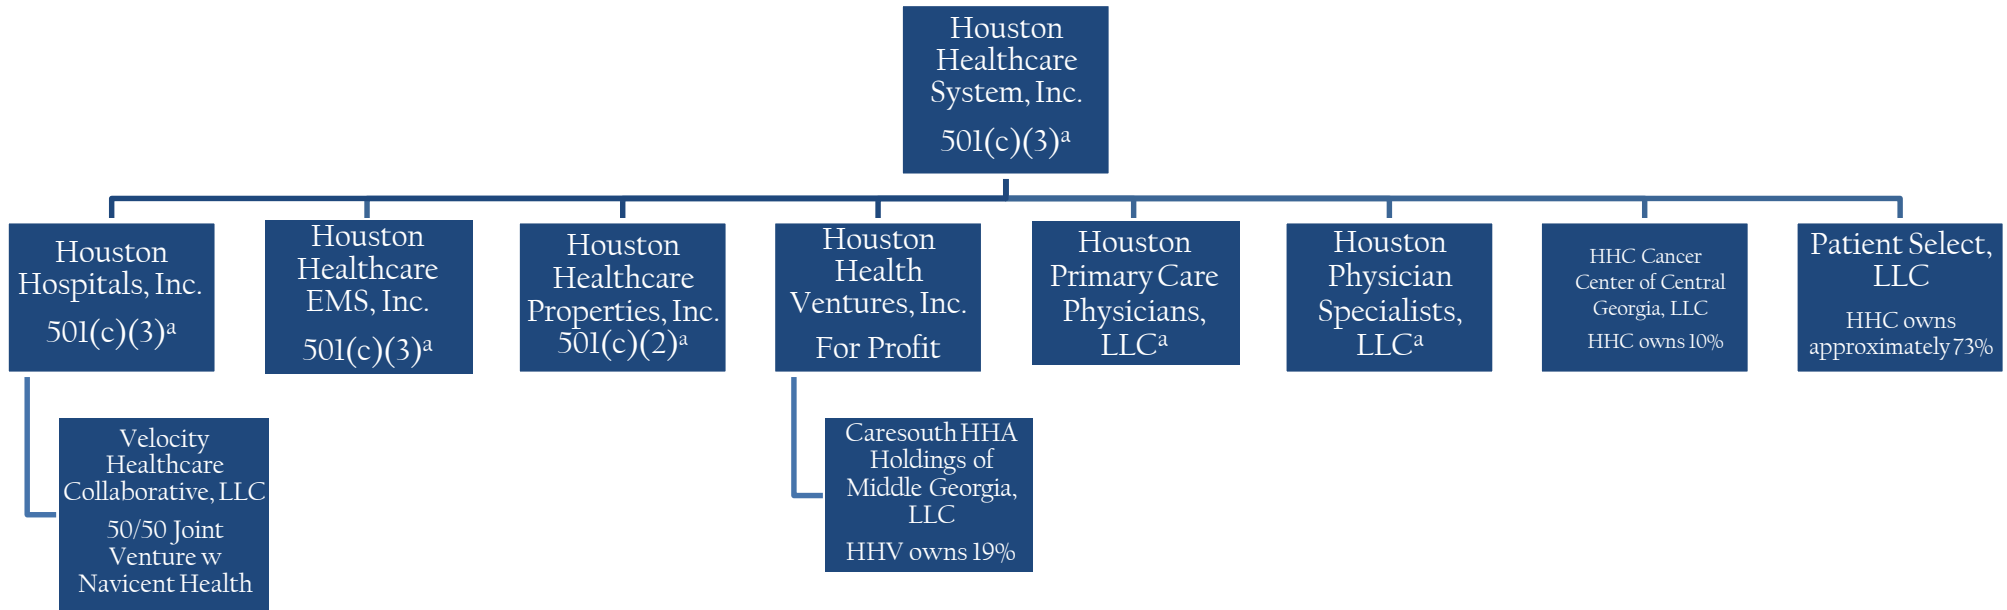 Houston
Healthcare
System, Inc.
501(c)(3)ᵃ
Houston
Hospitals, Inc.
501(c)(3)ᵃ
Houston
Healthcare
EMS, Inc.
501(c)(3)ᵃ
Houston
Healthcare
Properties, Inc.
501(c)(2)ᵃ
Houston
Health
Ventures, Inc.
For Profit
Houston
Primary Care
Physicians,
LLCᵃ
Houston
Physician
Specialists,
LLCᵃ
HHC Cancer
Center of Central
Georgia, LLC
HHC owns 10%
Patient Select,
LLC
HHC owns
approximately 73%
Velocity
Healthcare
Collaborative, LLC
50/50 Joint
Venture w
Navicent Health
Caresouth HHA
Holdings of
Middle Georgia,
LLC
HHV owns 19%